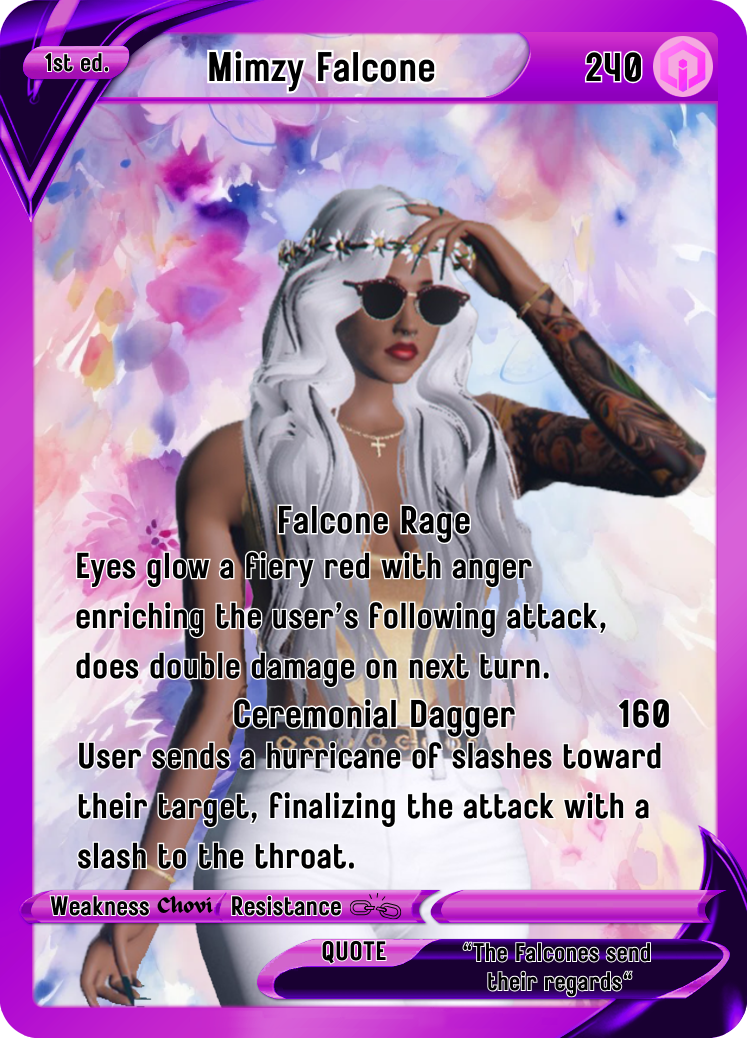 1st ed.
Mimzy Falcone
240
Falcone Rage
Eyes glow a fiery red with anger
enriching the user's following attack,
does double damage on next turn.
Ceremonial Dagger 160
User sends a hurricane of slashes toward
their target, finalizing the attack with a
slash to the throat.
Weakness Chovi Resistance
QUOTE
“The Falcones send
their regards“